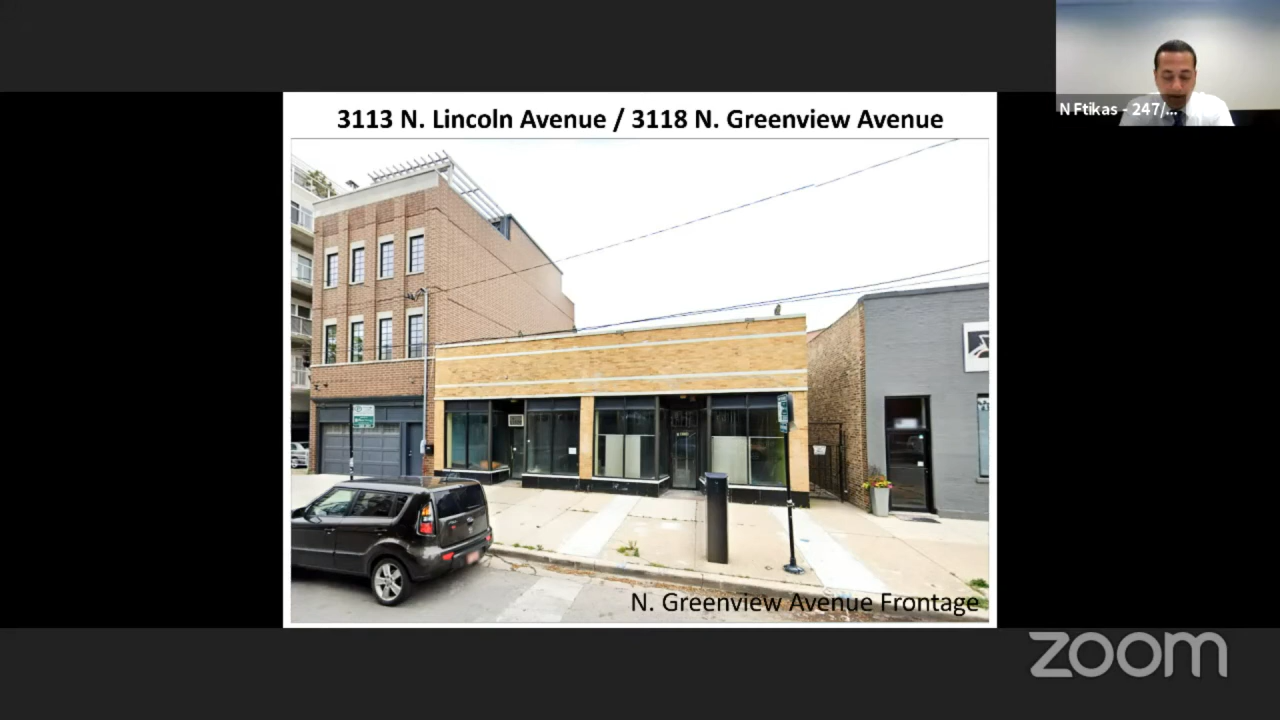 3113 N. Lincoln Avenue / 3118 N. Greenview Avenue
N Ftikas - 247/...
N. Greenview Avenue Frontage
zoom